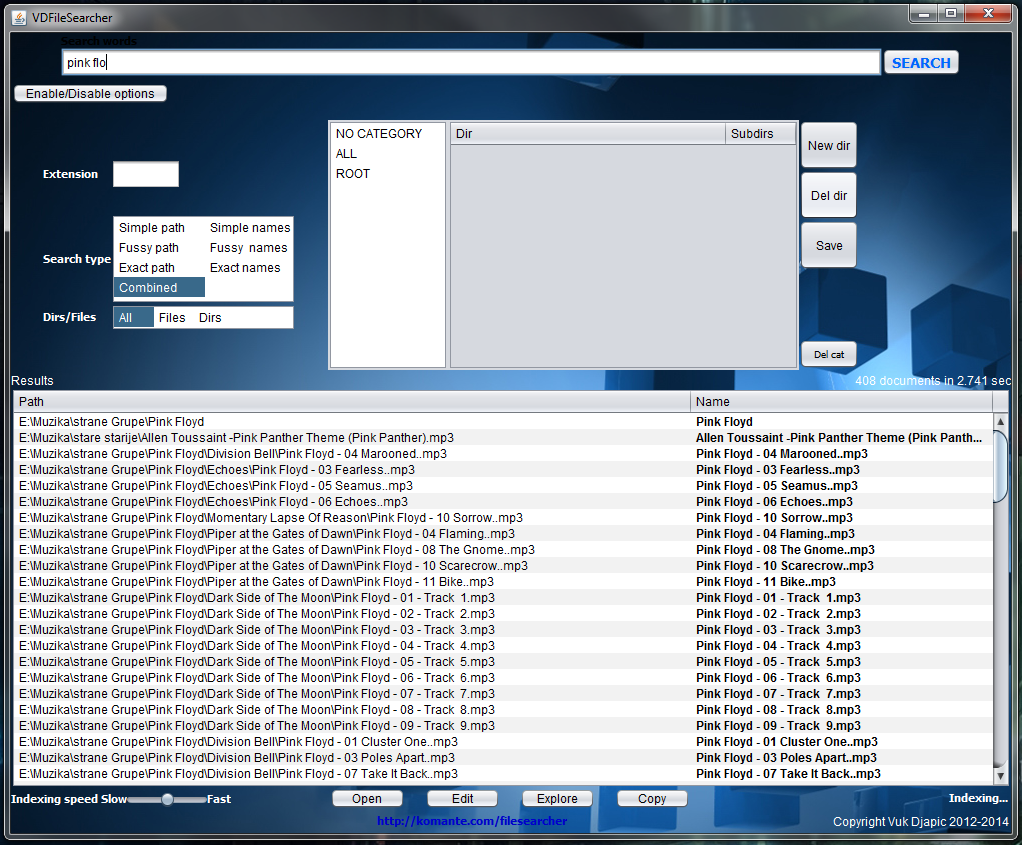 VDFileSearcher
Search words
pink flo
SEARCH
Enable/Disable options
NO CATEGORY
ALL
ROOT
Dir Subdirs
New dir
Del dir
Save
Del cat
Extension
Search type
Simple path Simple names
Fussy path Fussy names
Exact path Exact names
Combined
Dirs/Files All Files Dirs
Results 408 documents in 2.741 sec
Path Name
E:\Muzika\strane Grupe\Pink Floyd Pink Floyd
E:\Muzika\stare starije\Allen Toussaint -Pink Panther Theme (Pink Panther).mp3 Allen Toussaint -Pink Panther Theme (Pink Panth...
E:\Muzika\strane Grupe\Pink Floyd\Division Bell\Pink Floyd - 04 Marooned..mp3 Pink Floyd - 04 Marooned..mp3
E:\Muzika\strane Grupe\Pink Floyd\Echoes\Pink Floyd - 03 Fearless..mp3 Pink Floyd - 03 Fearless..mp3
E:\Muzika\strane Grupe\Pink Floyd\Echoes\Pink Floyd - 05 Seamus..mp3 Pink Floyd - 05 Seamus..mp3
E:\Muzika\strane Grupe\Pink Floyd\Echoes\Pink Floyd - 06 Echoes..mp3 Pink Floyd - 06 Echoes..mp3
E:\Muzika\strane Grupe\Pink Floyd\Momentary Lapse Of Reason\Pink Floyd - 10 Sorrow..mp3 Pink Floyd - 10 Sorrow..mp3
E:\Muzika\strane Grupe\Pink Floyd\Piper at the Gates of Dawn\Pink Floyd - 04 Flaming..mp3 Pink Floyd - 04 Flaming..mp3
E:\Muzika\strane Grupe\Pink Floyd\Piper at the Gates of Dawn\Pink Floyd - 08 The Gnome..mp3 Pink Floyd - 08 The Gnome..mp3
E:\Muzika\strane Grupe\Pink Floyd\Piper at the Gates of Dawn\Pink Floyd - 10 Scarecrow..mp3 Pink Floyd - 10 Scarecrow..mp3
E:\Muzika\strane Grupe\Pink Floyd\Piper at the Gates of Dawn\Pink Floyd - 11 Bike..mp3 Pink Floyd - 11 Bike..mp3
E:\Muzika\strane Grupe\Pink Floyd\Dark Side of The Moon\Pink Floyd - 01 - Track 1.mp3 Pink Floyd - 01 - Track 1.mp3
E:\Muzika\strane Grupe\Pink Floyd\Dark Side of The Moon\Pink Floyd - 02 - Track 2.mp3 Pink Floyd - 02 - Track 2.mp3
E:\Muzika\strane Grupe\Pink Floyd\Dark Side of The Moon\Pink Floyd - 03 - Track 3.mp3 Pink Floyd - 03 - Track 3.mp3
E:\Muzika\strane Grupe\Pink Floyd\Dark Side of The Moon\Pink Floyd - 04 - Track 4.mp3 Pink Floyd - 04 - Track 4.mp3
E:\Muzika\strane Grupe\Pink Floyd\Dark Side of The Moon\Pink Floyd - 05 - Track 5.mp3 Pink Floyd - 05 - Track 5.mp3
E:\Muzika\strane Grupe\Pink Floyd\Dark Side of The Moon\Pink Floyd - 06 - Track 6.mp3 Pink Floyd - 06 - Track 6.mp3
E:\Muzika\strane Grupe\Pink Floyd\Dark Side of The Moon\Pink Floyd - 07 - Track 7.mp3 Pink Floyd - 07 - Track 7.mp3
E:\Muzika\strane Grupe\Pink Floyd\Dark Side of The Moon\Pink Floyd - 08 - Track 8.mp3 Pink Floyd - 08 - Track 8.mp3
E:\Muzika\strane Grupe\Pink Floyd\Dark Side of The Moon\Pink Floyd - 09 - Track 9.mp3 Pink Floyd - 09 - Track 9.mp3
E:\Muzika\strane Grupe\Pink Floyd\Division Bell\Pink Floyd - 01 Cluster One..mp3 Pink Floyd - 01 Cluster One..mp3
E:\Muzika\strane Grupe\Pink Floyd\Division Bell\Pink Floyd - 03 Poles Apart..mp3 Pink Floyd - 03 Poles Apart..mp3
E:\Muzika\strane Grupe\Pink Floyd\Division Bell\Pink Floyd - 07 Take It Back..mp3 Pink Floyd - 07 Take It Back..mp3
Indexing speed Slow Fast Open Edit Explore Copy Indexing...
http://komante.com/filesearcher
Copyright Vuk Djapic 2012-2014